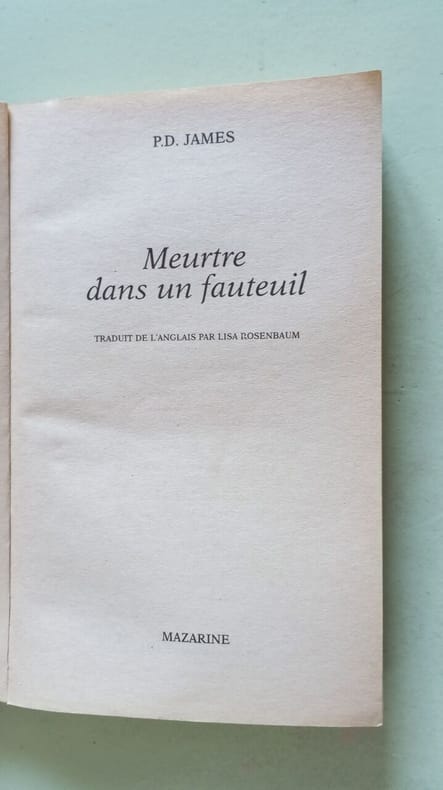 P.D. JAMES
Meurtre
dans un fauteuil
TRADUIT DE L'ANGLAIS PAR LISA ROSENBAUM
MAZARINE